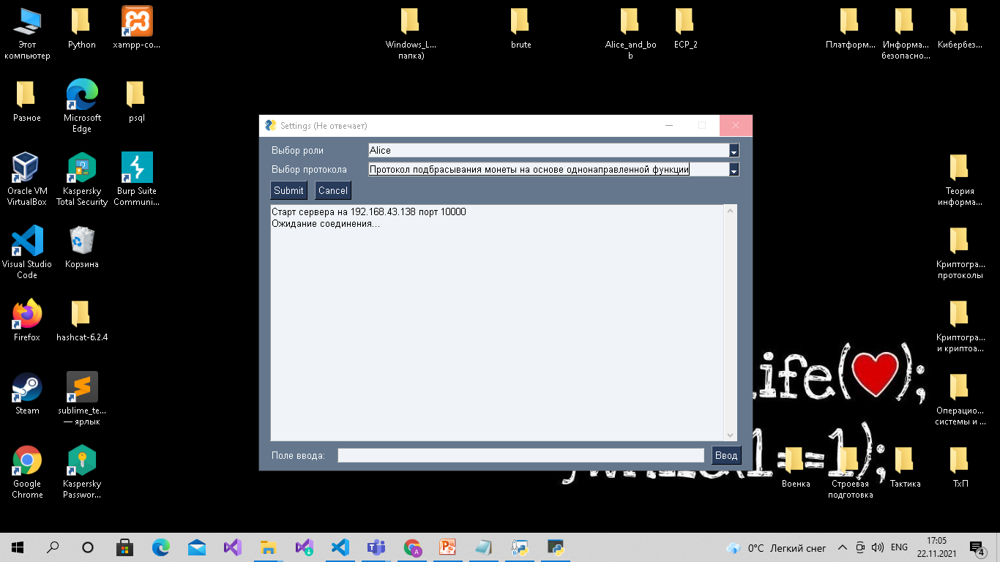 Этот
компьютер
Python
xampp-co...
Windows_L...
папка)
brute
Alice_and_bo
b
ECP_2
Платформ...
Информа...
безопасно...
Кибербез...
Разное
Microsoft
Edge
psql
Settings (Не отвечает)
Выбор роли
Alice
Выбор протокола
Протокол подбрасывания монеты на основе однонаправленной функции
Submit
Cancel
Старт сервера на 192.168.43.138 порт 10000
Ожидание соединения...
Oracle VM
VirtualBox
Kaspersky
Total Security
Burp Suite
Communi...
Теория
информа...
Visual Studio
Code
Корзина
Криптогра...
протоколы
Firefox
hashcat-6.2.4
Криптогра...
и криптоа...
ife(
);
Steam
sublime_te...
— ярлык
Операцио...
системы и ...
1==1);
Поле ввода:
Ввод
Google
Chrome
Kaspersky
Passwor...
Военка
Строевая
подготовка
Тактика
ТхП
0°C Легкий снег
ENG
17:05
22.11.2021
4